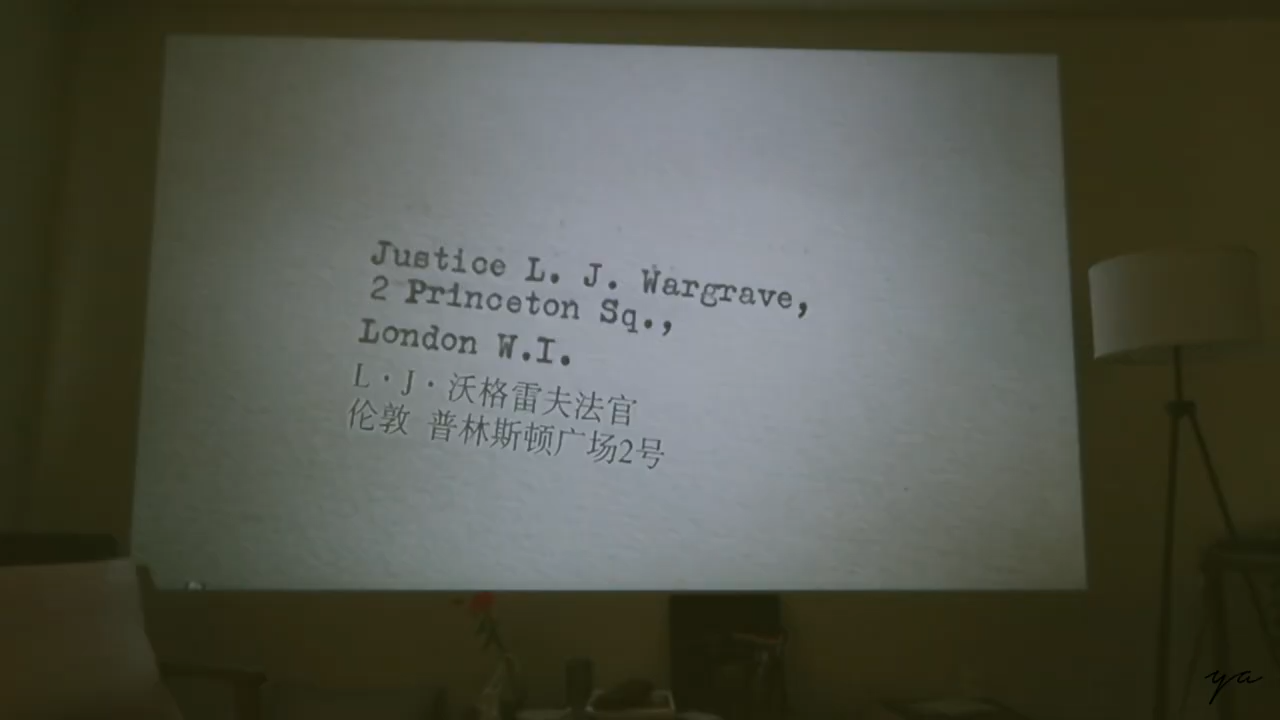 Justice L. J. Wargrave,
2 Princeton Sq.,
London W.I.
L·J·沃格雷夫法官
伦敦 普林斯顿广场2号
ya